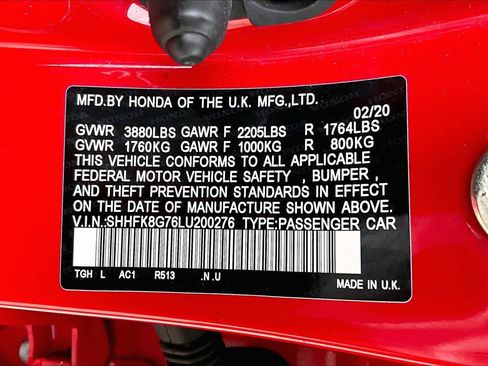 MFD.BY HONDA OF THE U.K. MFG.,LTD.
02/20
GVWR 3880LBS GAWR F 2205LBS R 1764LBS
GVWR 1760KG GAWR F 1000KG R 800KG
THIS VEHICLE CONFORMS TO ALL APPLICABLE
FEDERAL MOTOR VEHICLE SAFETY , BUMPER ,
AND THEFT PREVENTION STANDARDS IN EFFECT
ON THE DATE OF MANUFACTURE SHOWN ABOVE.
V.I.N.:SHHFK8G76LU200276 TYPE:PASSENGER CAR
TGH L AC1 R513 .N.U
MADE IN U.K.